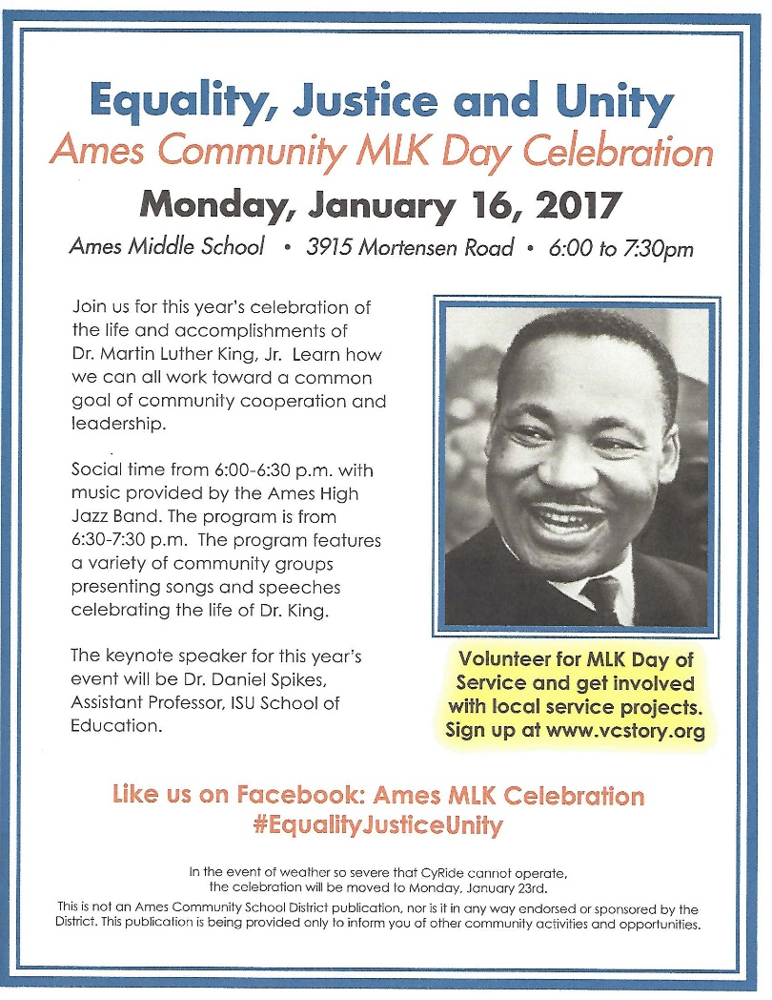 Equality, Justice and Unity
Ames Community MLK Day Celebration
Monday, January 16, 2017
Ames Middle School • 3915 Mortensen Road • 6:00 to 7:30pm
Join us for this year's celebration of
the life and accomplishments of
Dr. Martin Luther King, Jr. Learn how
we can all work toward a common
goal of community cooperation and
leadership.
Social time from 6:00-6:30 p.m. with
music provided by the Ames High
Jazz Band. The program is from
6:30-7:30 p.m. The program features
a variety of community groups
presenting songs and speeches
celebrating the life of Dr. King.
The keynote speaker for this year's
event will be Dr. Daniel Spikes,
Assistant Professor, ISU School of
Education.
Volunteer for MLK Day of
Service and get involved
with local service projects.
Sign up at www.vcstory.org
Like us on Facebook: Ames MLK Celebration
#EqualityJusticeUnity
In the event of weather so severe that CyRide cannot operate,
the celebration will be moved to Monday, January 23rd.
This is not an Ames Community School District publication, nor is it in any way endorsed or sponsored by the
District. This publication is being provided only to inform you of other community activities and opportunities.